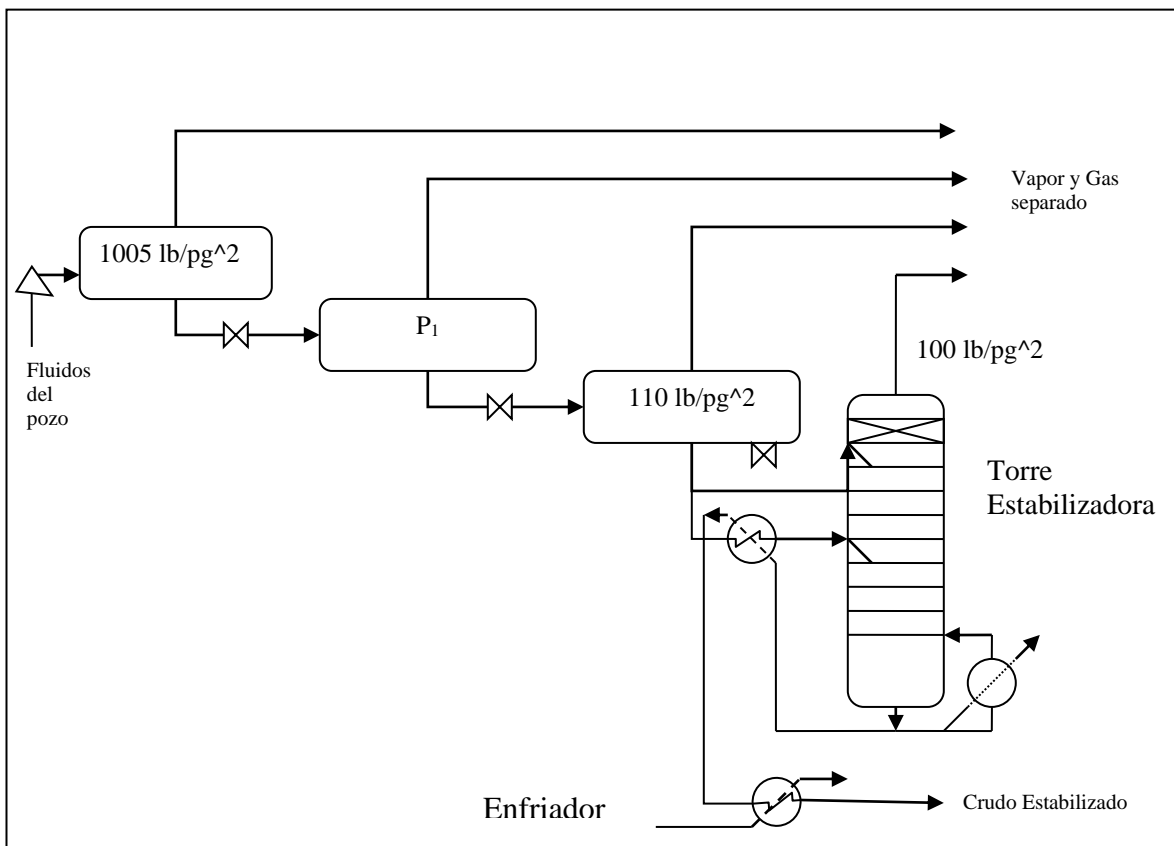 Vapor y Gas
separado
1005 lb/pg^2
P₁
Fluidos
del
pozo
100 lb/pg^2
110 lb/pg^2
Torre
Estabilizadora
Enfriador
Crudo Estabilizado